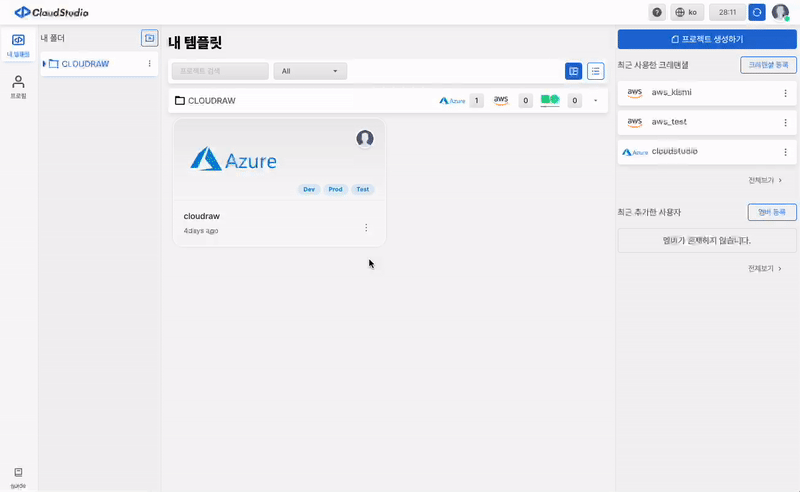 CloudStudio
? ko 28:11
내 템플릿
프로필
guide
내 폴더
CLOUDRAW
내 템플릿
프로젝트 검색 All
CLOUDRAW Azure 1 aws 0 0
Azure
Dev Prod Test
cloudraw
4days ago
프로젝트 생성하기
최근 사용한 크레덴셜 크레덴셜 등록
aws aws_kismi
aws aws_test
Azure cloudstudio
전체보기 >
최근 추가한 사용자 멤버 등록
멤버가 존재하지 않습니다.
전체보기 >